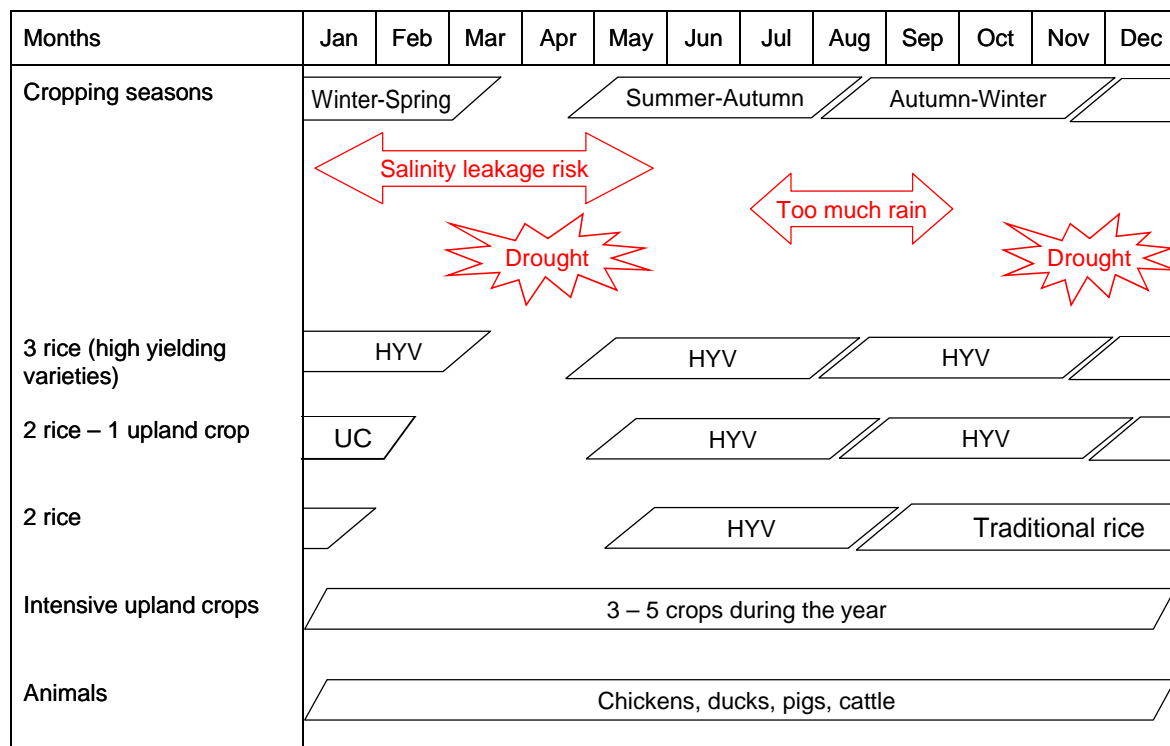 Months Jan Feb Mar Apr May Jun Jul Aug Sep Oct Nov Dec
Cropping seasons Winter-Spring Summer-Autumn Autumn-Winter
Salinity leakage risk
Too much rain
Drought Drought
3 rice (high yielding
varieties)
HYV HYV HYV
2 rice – 1 upland crop UC HYV HYV
2 rice HYV Traditional rice
Intensive upland crops 3 – 5 crops during the year
Animals Chickens, ducks, pigs, cattle